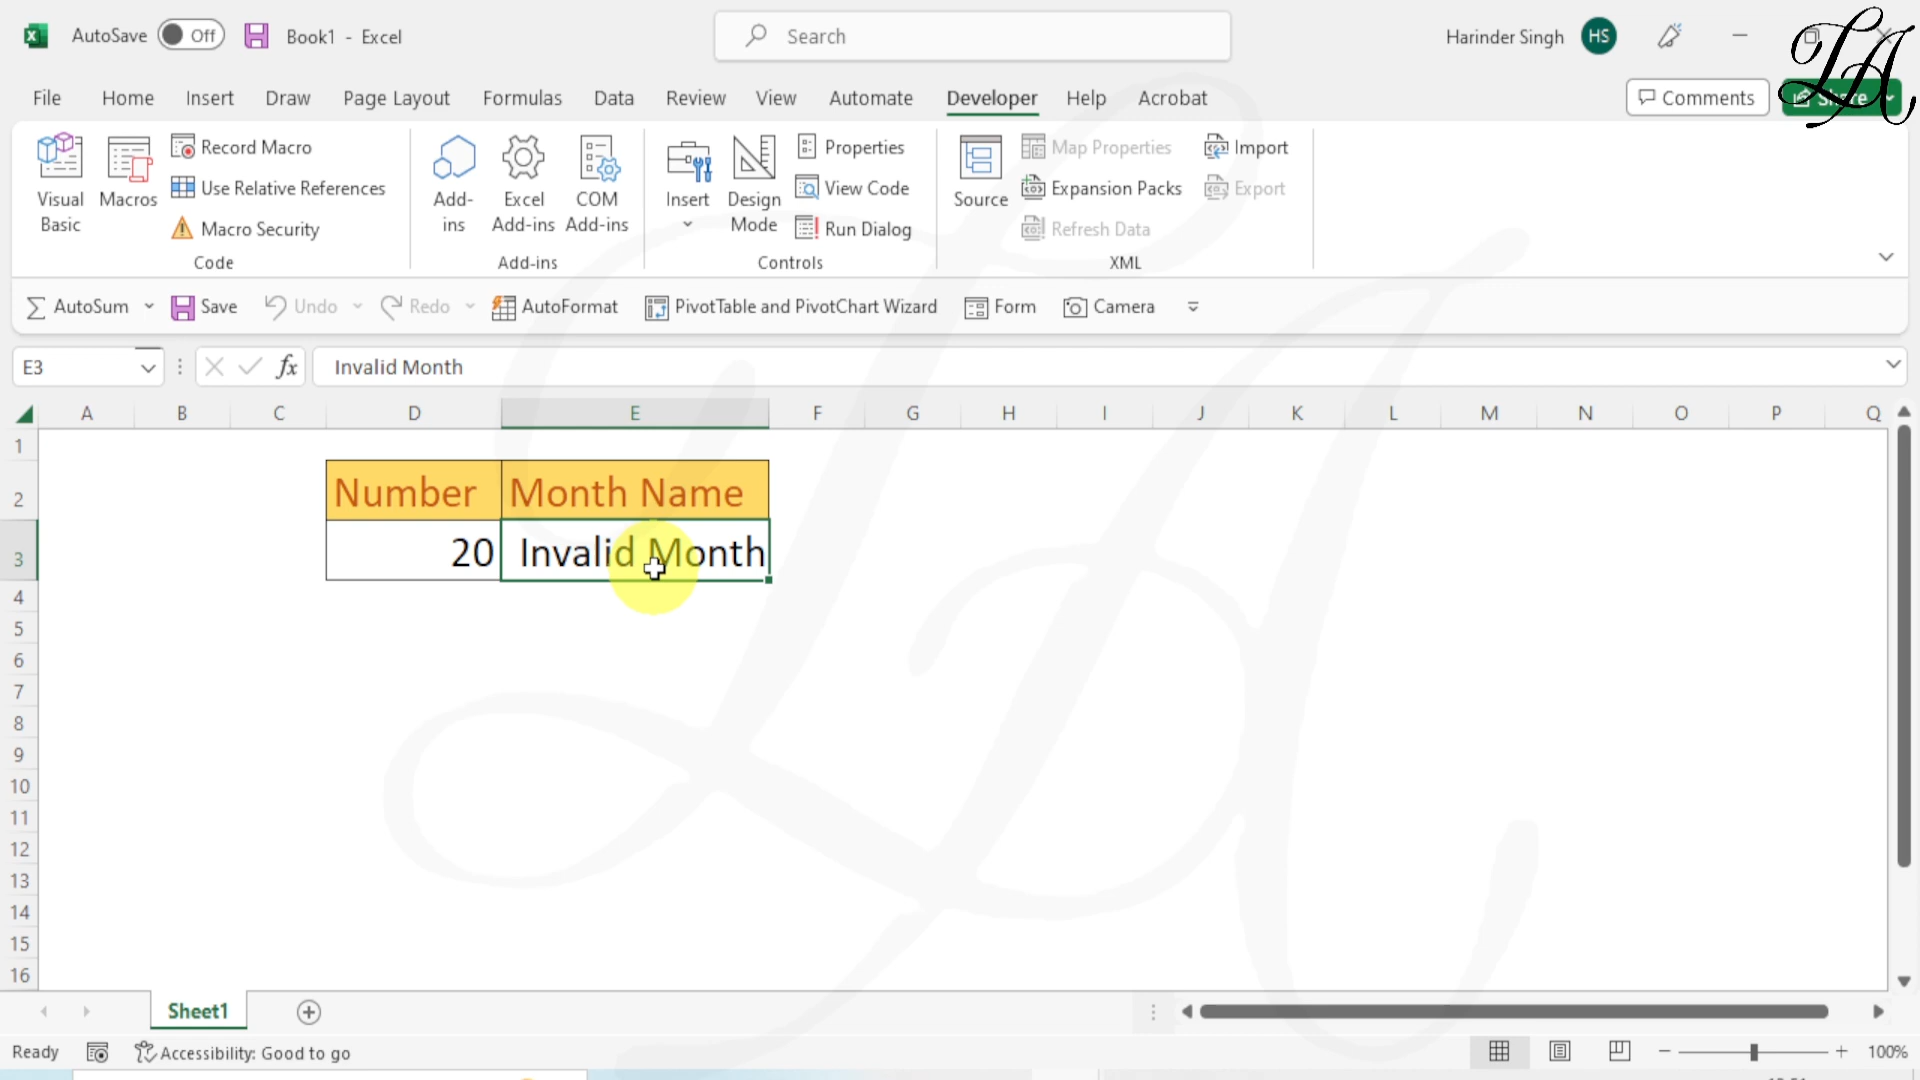 AutoSave Off Book1 - Excel Search Harinder Singh HS
File Home Insert Draw Page Layout Formulas Data Review View Automate Developer Help Acrobat Comments Share
LA
Visual Basic
Macros
Record Macro
Use Relative References
Macro Security
Code
Add-ins
Excel Add-ins
COM Add-ins
Add-ins
Insert
Design Mode
Properties
View Code
Run Dialog
Controls
Source
Map Properties
Expansion Packs
Refresh Data
Import
Export
XML
AutoSum Save Undo Redo AutoFormat PivotTable and PivotChart Wizard Form Camera
E3 fx Invalid Month
A B C D E F G H I J K L M N O P Q
1
2 Number Month Name
3 20 Invalid Month
4
5
6
7
8
9
10
11
12
13
14
15
16
Sheet1
Ready Accessibility: Good to go 100%